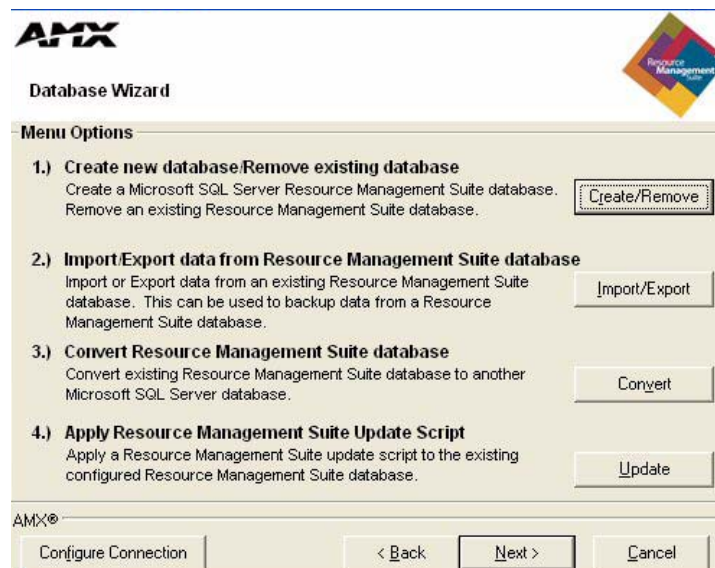 AMX
Resource
Management
Suite
Database Wizard
Menu Options
1.) Create new database/Remove existing database
Create a Microsoft SQL Server Resource Management Suite database.
Remove an existing Resource Management Suite database.
Create/Remove
2.) Import/Export data from Resource Management Suite database
Import or Export data from an existing Resource Management Suite
database. This can be used to backup data from a Resource
Management Suite database.
Import/Export
3.) Convert Resource Management Suite database
Convert existing Resource Management Suite database to another
Microsoft SQL Server database.
Convert
4.) Apply Resource Management Suite Update Script
Apply a Resource Management Suite update script to the existing
configured Resource Management Suite database.
Update
AMX®
Configure Connection
< Back
Next >
Cancel